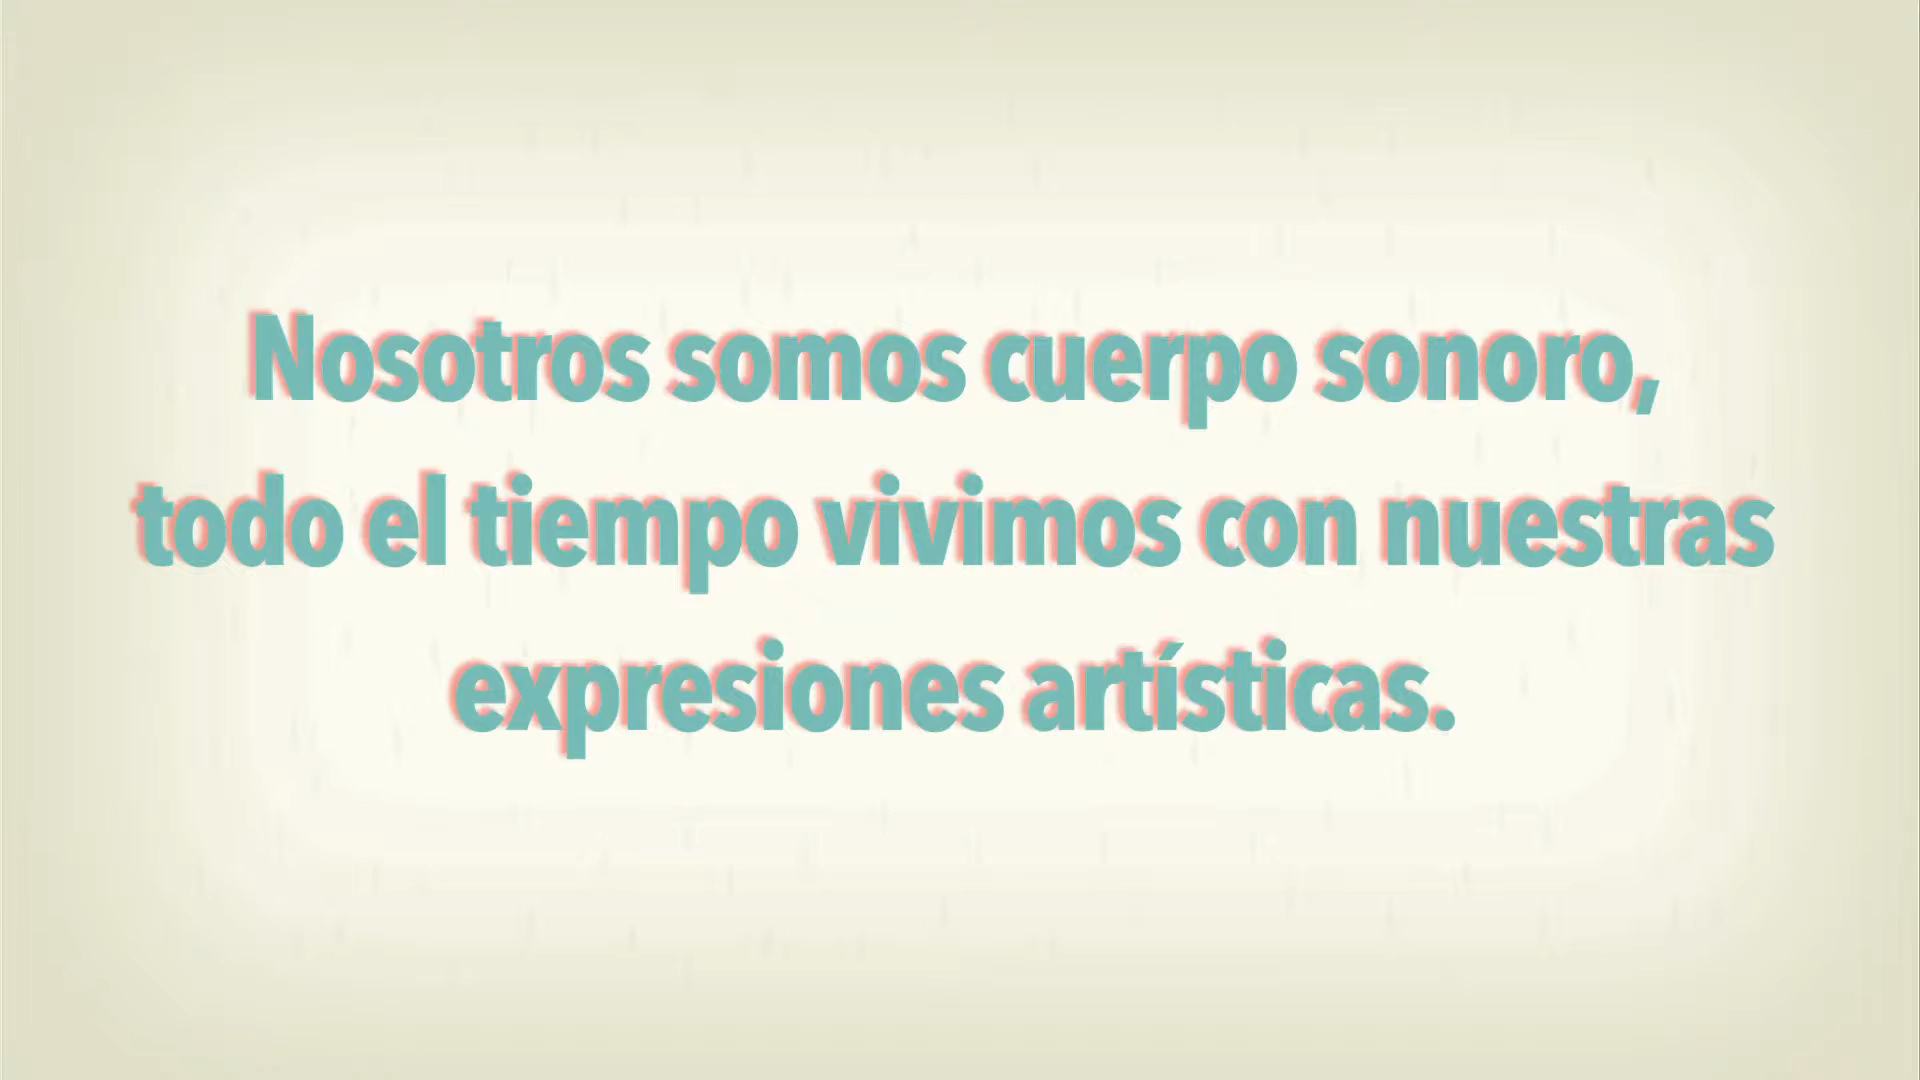 Nosotros somos cuerpo sonoro,
todo el tiempo vivimos con nuestras
expresiones artísticas.